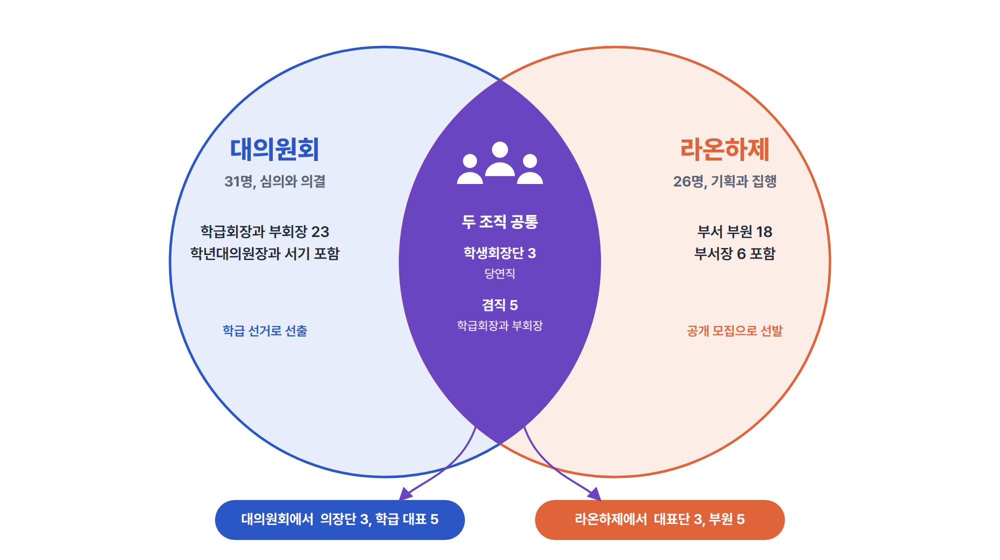 대의원회
31명, 심의와 의결
학급회장과 부회장 23
학년대의원장과 서기 포함
학급 선거로 선출
두 조직 공통
학생회장단 3
당연직
겸직 5
학급회장과 부회장
라온하제
26명, 기획과 집행
부서 부원 18
부서장 6 포함
공개 모집으로 선발
대의원회에서 의장단 3, 학급 대표 5
라온하제에서 대표단 3, 부원 5